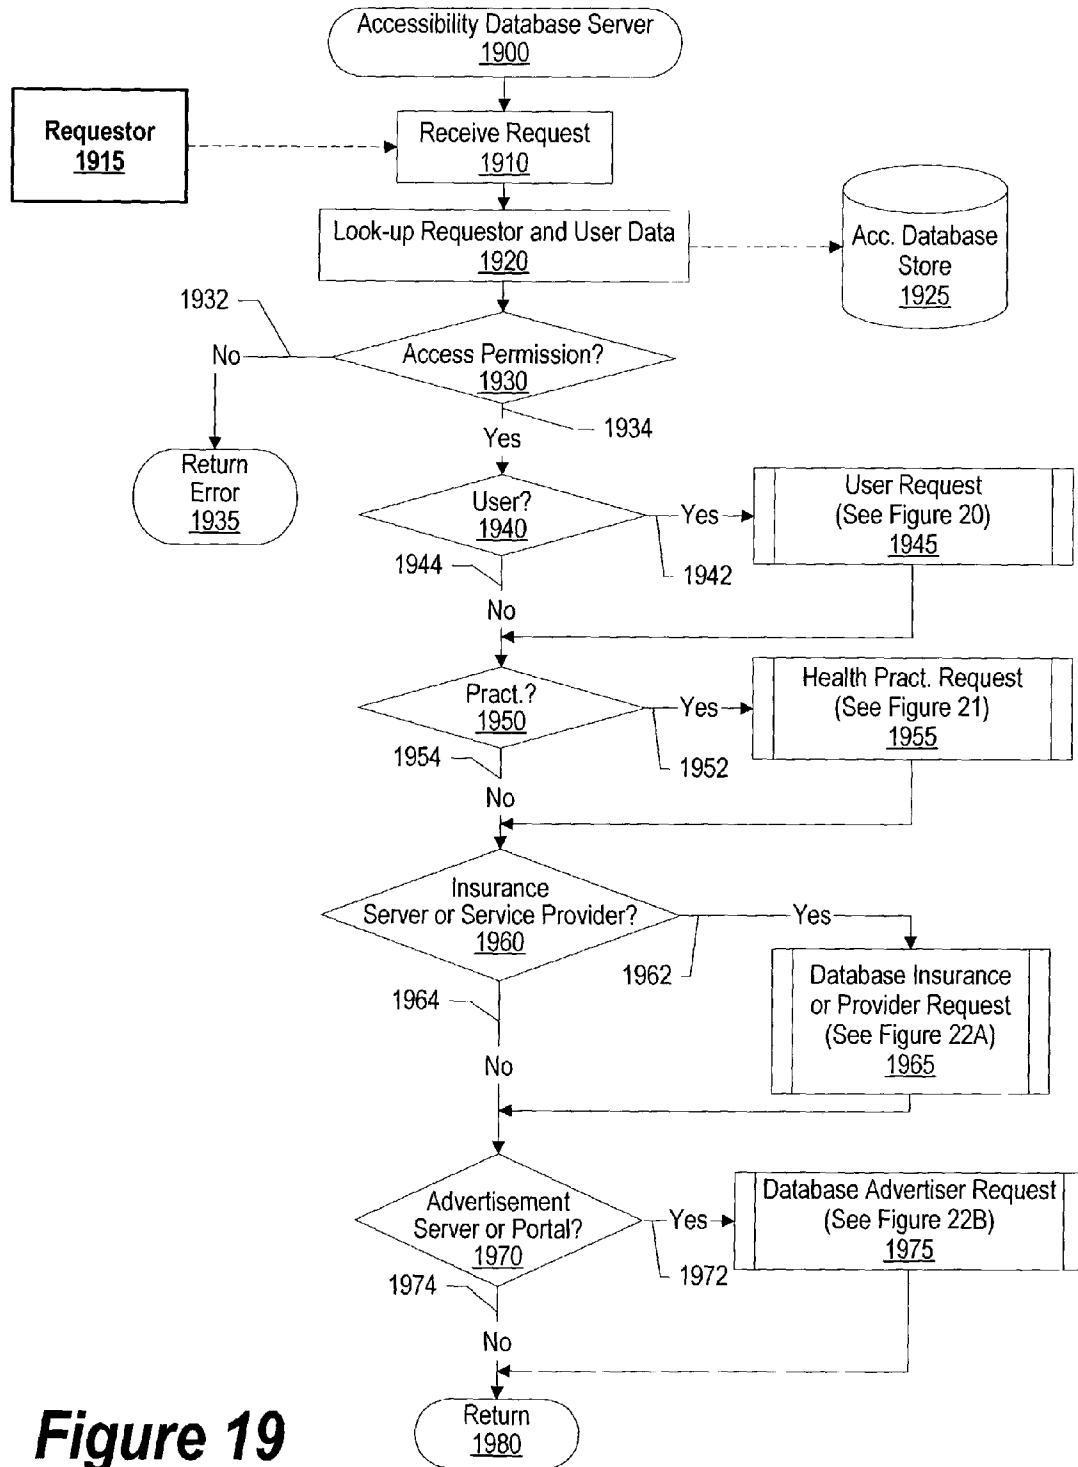 Accessibility Database Server
1900
Requestor
1915
Receive Request
1910
Look-up Requestor and User Data
1920
Acc. Database
Store
1925
1932
No
Access Permission?
1930
1934
Yes
Return
Error
1935
User?
1940
Yes
User Request
(See Figure 20)
1945
1944
1942
No
Pract.?
1950
Yes
Health Pract. Request
(See Figure 21)
1955
1954
1952
No
Insurance
Server or Service Provider?
1960
Yes
1962
1964
Database Insurance
or Provider Request
(See Figure 22A)
1965
No
Advertisement
Server or Portal?
1970
Yes
Database Advertiser Request
(See Figure 22B)
1975
1974
1972
No
Return
1980
Figure 19